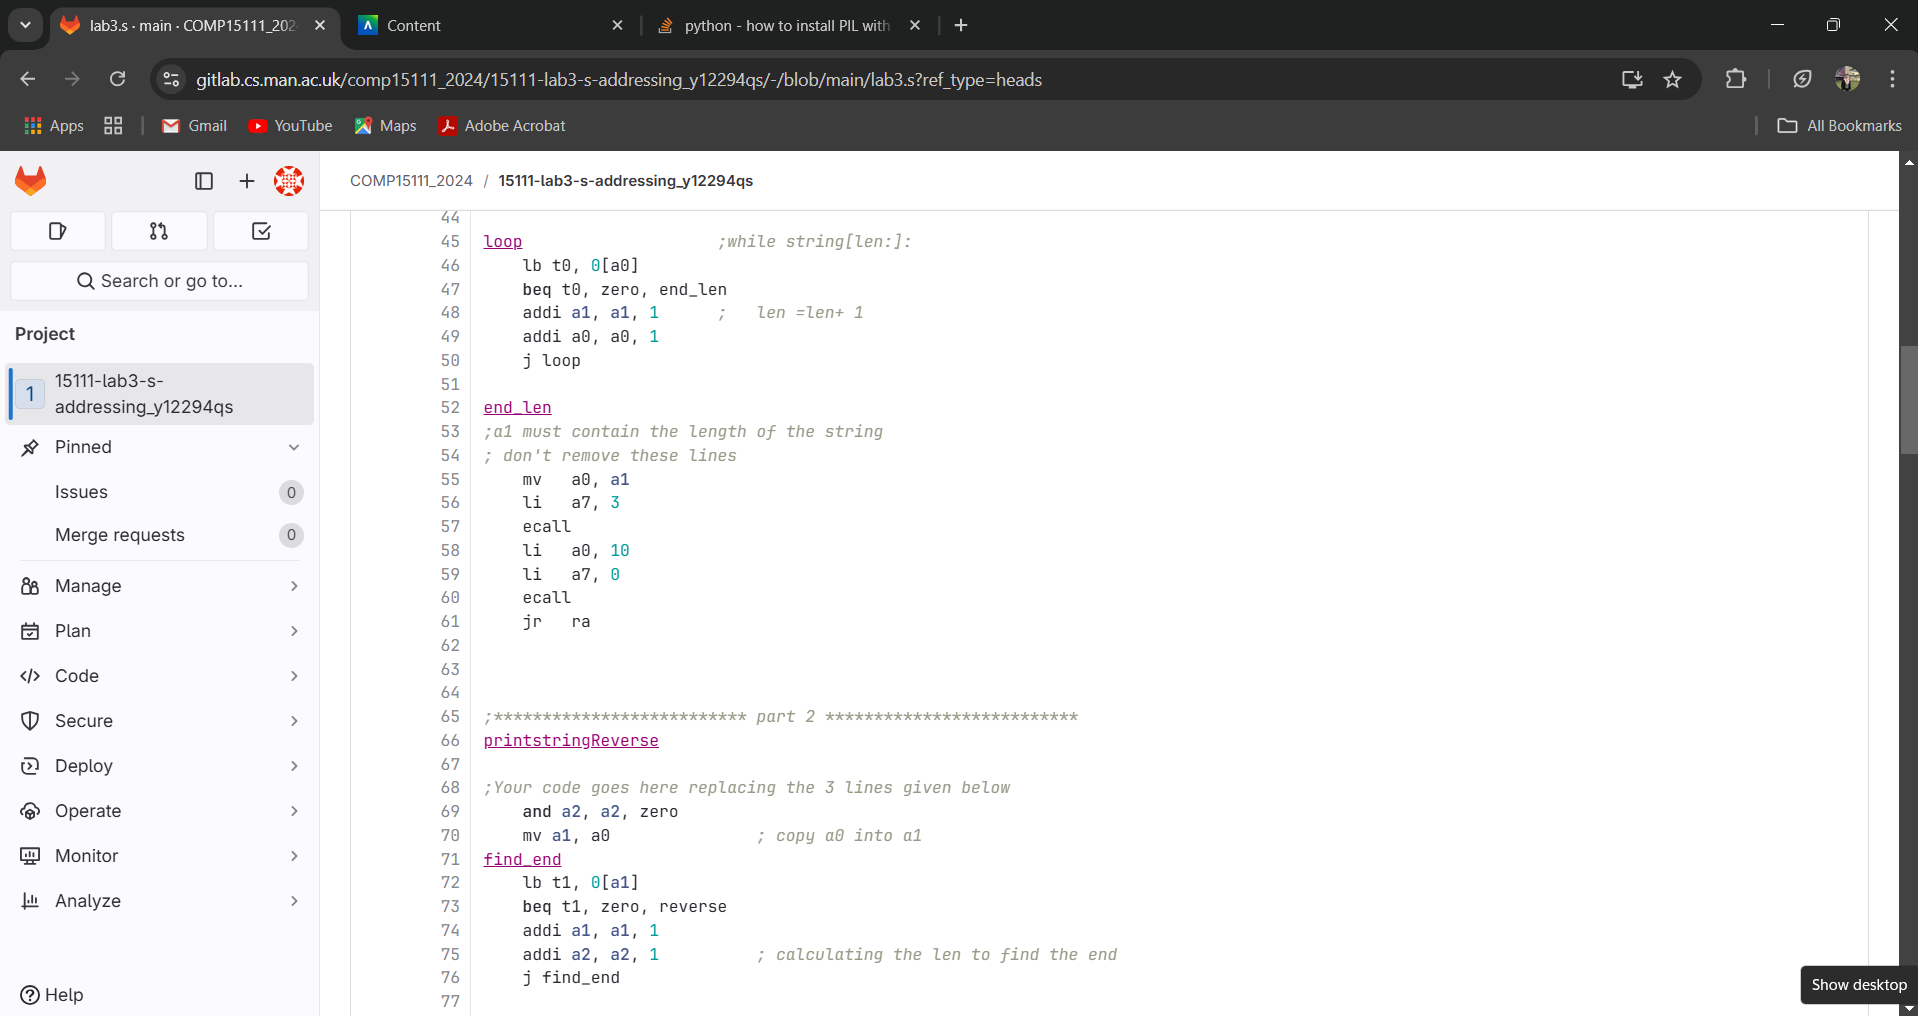 lab3.s · main · COMP15111_202
Content
python - how to install PIL with
gitlab.cs.man.ac.uk/comp15111_2024/15111-lab3-s-addressing_y12294qs/-/blob/main/lab3.s?ref_type=heads
Apps
Gmail
YouTube
Maps
Adobe Acrobat
All Bookmarks
Search or go to...
Project
1
15111-lab3-s-
addressing_y12294qs
Pinned
Issues 0
Merge requests 0
Manage
Plan
Code
Secure
Deploy
Operate
Monitor
Analyze
Help
COMP15111_2024 / 15111-lab3-s-addressing_y12294qs
44
45 loop ;while string[len:]:
46 lb t0, 0[a0]
47 beq t0, zero, end_len
48 addi a1, a1, 1 ; len =len+ 1
49 addi a0, a0, 1
50 j loop
51
52 end_len
53 ;a1 must contain the length of the string
54 ; don't remove these lines
55 mv a0, a1
56 li a7, 3
57 ecall
58 li a0, 10
59 li a7, 0
60 ecall
61 jr ra
62
63
64
65 ;************************** part 2 **************************
66 printstringReverse
67
68 ;Your code goes here replacing the 3 lines given below
69 and a2, a2, zero
70 mv a1, a0 ; copy a0 into a1
71 find_end
72 lb t1, 0[a1]
73 beq t1, zero, reverse
74 addi a1, a1, 1
75 addi a2, a2, 1 ; calculating the len to find the end
76 j find_end
77
Show desktop